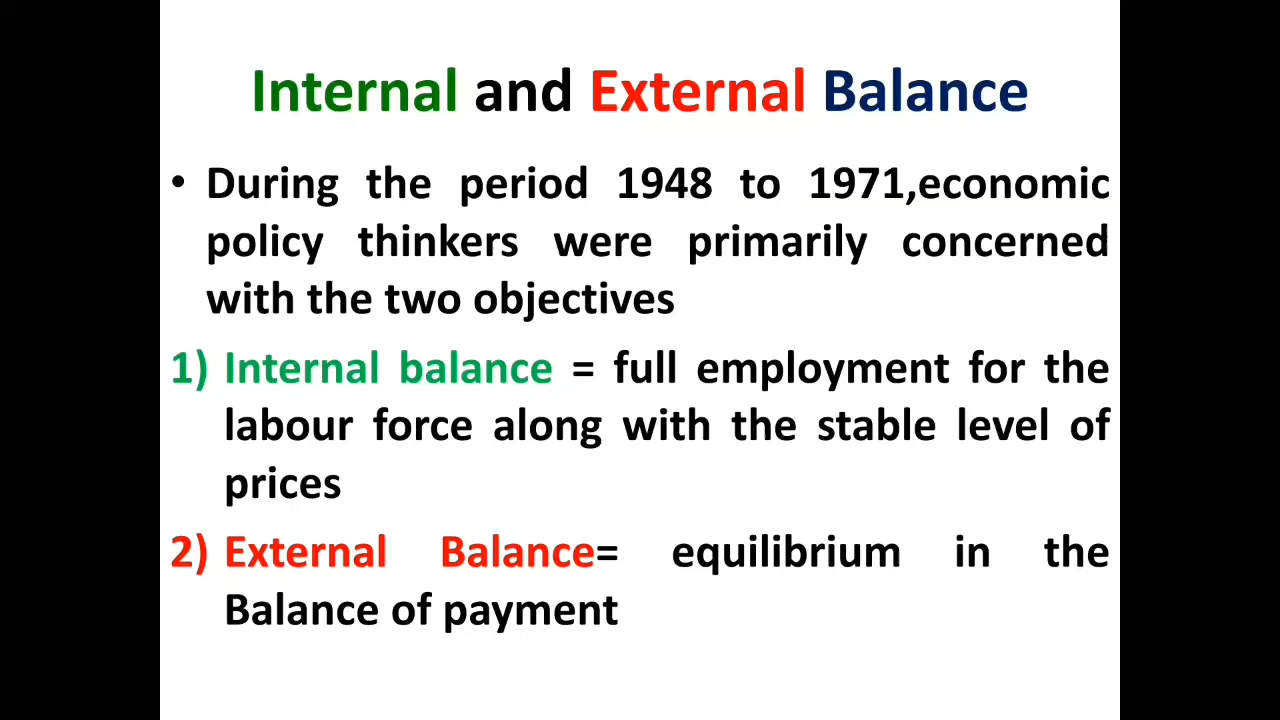 Internal and External Balance
• During the period 1948 to 1971,economic
policy thinkers were primarily concerned
with the two objectives
1) Internal balance = full employment for the
labour force along with the stable level of
prices
2) External Balance= equilibrium in the
Balance of payment